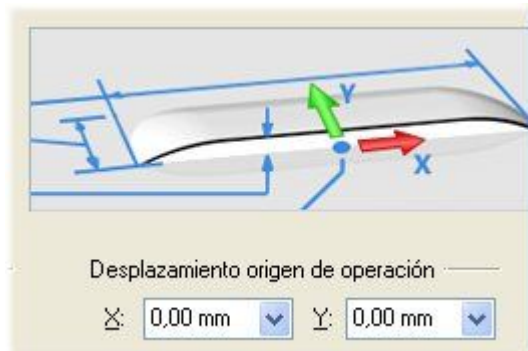 Y
X
Desplazamiento origen de operación
X: 0,00 mm Y: 0,00 mm